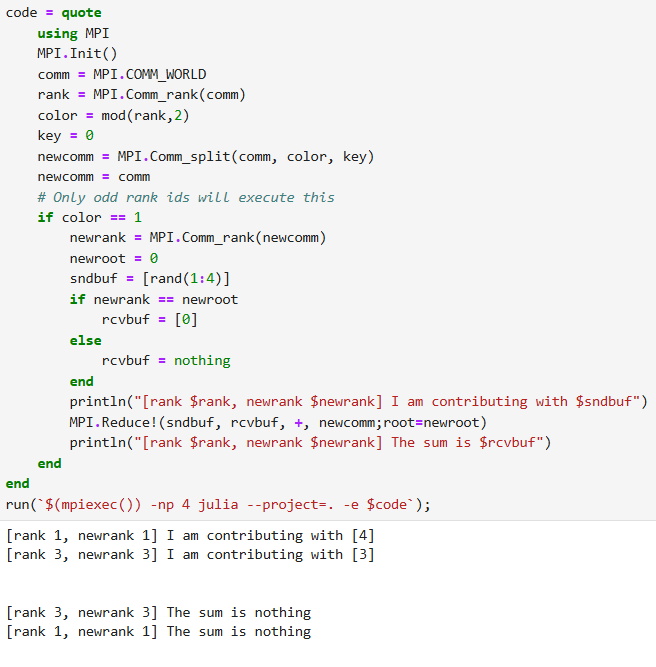 code = quote
    using MPI
    MPI.Init()
    comm = MPI.COMM_WORLD
    rank = MPI.Comm_rank(comm)
    color = mod(rank,2)
    key = 0
    newcomm = MPI.Comm_split(comm, color, key)
    newcomm = comm
    # Only odd rank ids will execute this
    if color == 1
        newrank = MPI.Comm_rank(newcomm)
        newroot = 0
        sndbuf = [rand(1:4)]
        if newrank == newroot
            rcvbuf = [0]
        else
            rcvbuf = nothing
        end
        println("[rank $rank, newrank $newrank] I am contributing with $sndbuf")
        MPI.Reduce!(sndbuf, rcvbuf, +, newcomm;root=newroot)
        println("[rank $rank, newrank $newrank] The sum is $rcvbuf")
    end
end
run(`$(mpiexec()) -np 4 julia --project=. -e $code`);
[rank 1, newrank 1] I am contributing with [4]
[rank 3, newrank 3] I am contributing with [3]
[rank 3, newrank 3] The sum is nothing
[rank 1, newrank 1] The sum is nothing